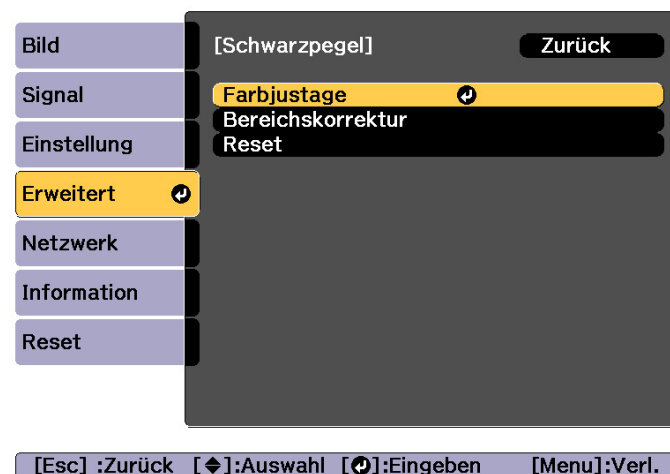 Bild
Signal
Einstellung
Erweitert
Netzwerk
Information
Reset
[Schwarzpegel] Zurück
Farbjustage
Bereichskorrektur
Reset
[Esc] :Zurück [◆]:Auswahl [↵]:Eingeben [Menu]:Verl.